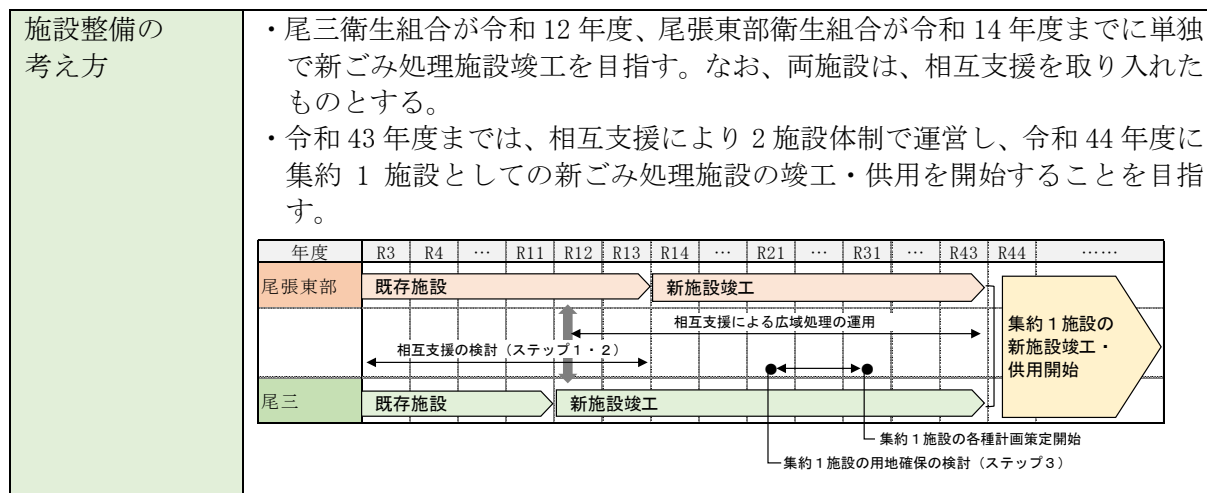 施設整備の
考え方
・尾三衛生組合が令和 12 年度、尾張東部衛生組合が令和 14 年度までに単独
で新ごみ処理施設竣工を目指す。なお、両施設は、相互支援を取り入れた
ものとする。
・令和 43 年度までは、相互支援により 2 施設体制で運営し、令和 44 年度に
集約 1 施設としての新ごみ処理施設の竣工・供用を開始することを目指
す。
年度 R3 R4 … R11 R12 R13 R14 … R21 … R31 … R43 R44 ……
尾張東部 既存施設 新施設竣工
相互支援による広域処理の運用
相互支援の検討（ステップ１・２）
集約１施設の
新施設竣工・
供用開始
尾三 既存施設 新施設竣工
集約１施設の各種計画策定開始
集約１施設の用地確保の検討（ステップ３）